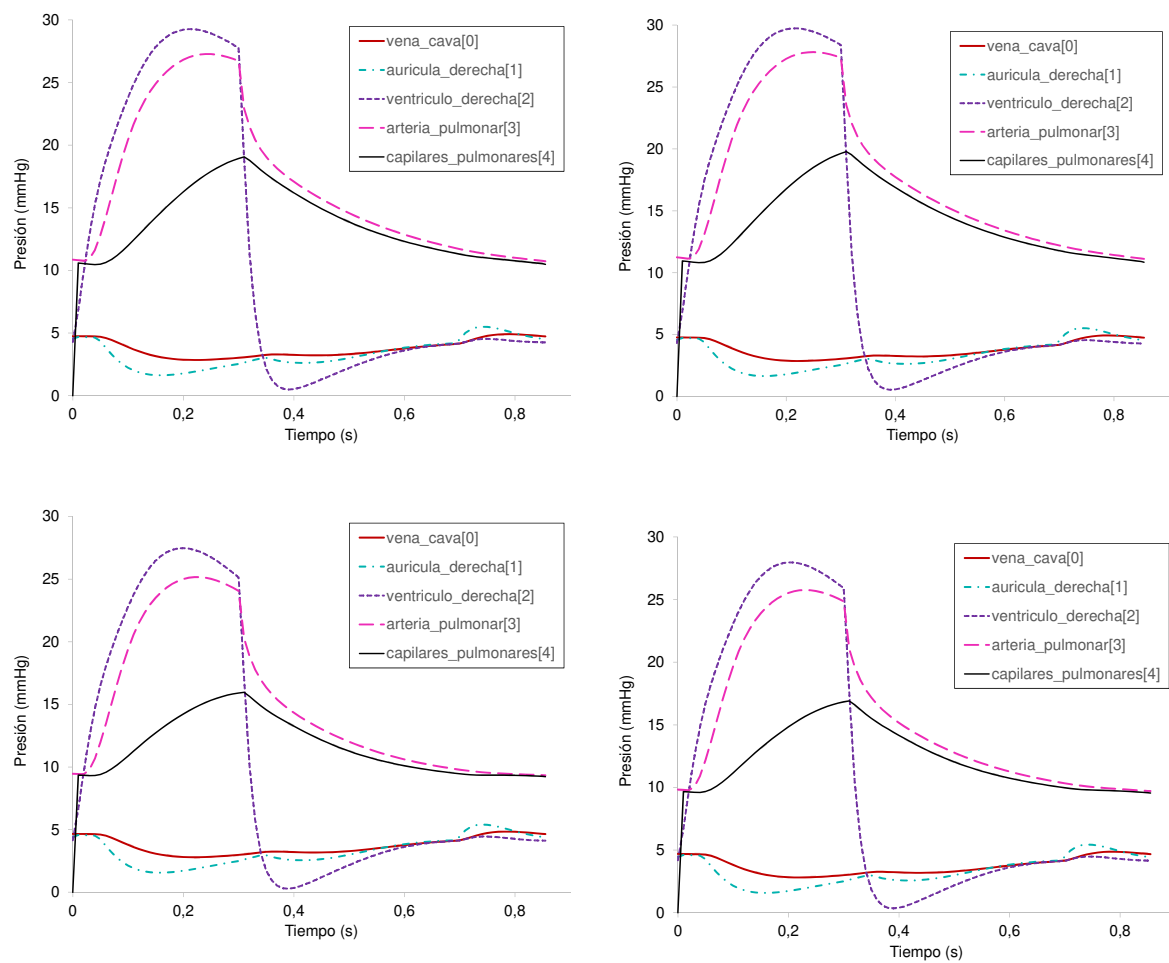 30
25
20
15
10
5
0
Presión (mmHg)
0
0,2
0,4
0,6
0,8
Tiempo (s)
vena_cava[0]
auricula_derecha[1]
ventriculo_derecha[2]
arteria_pulmonar[3]
capilares_pulmonares[4]
30
25
20
15
10
5
0
Presión (mmHg)
0
0,2
0,4
0,6
0,8
Tiempo (s)
vena_cava[0]
auricula_derecha[1]
ventriculo_derecha[2]
arteria_pulmonar[3]
capilares_pulmonares[4]
30
25
20
15
10
5
0
Presión (mmHg)
0
0,2
0,4
0,6
0,8
Tiempo (s)
vena_cava[0]
auricula_derecha[1]
ventriculo_derecha[2]
arteria_pulmonar[3]
capilares_pulmonares[4]
30
25
20
15
10
5
0
Presión (mmHg)
0
0,2
0,4
0,6
0,8
Tiempo (s)
vena_cava[0]
auricula_derecha[1]
ventriculo_derecha[2]
arteria_pulmonar[3]
capilares_pulmonares[4]